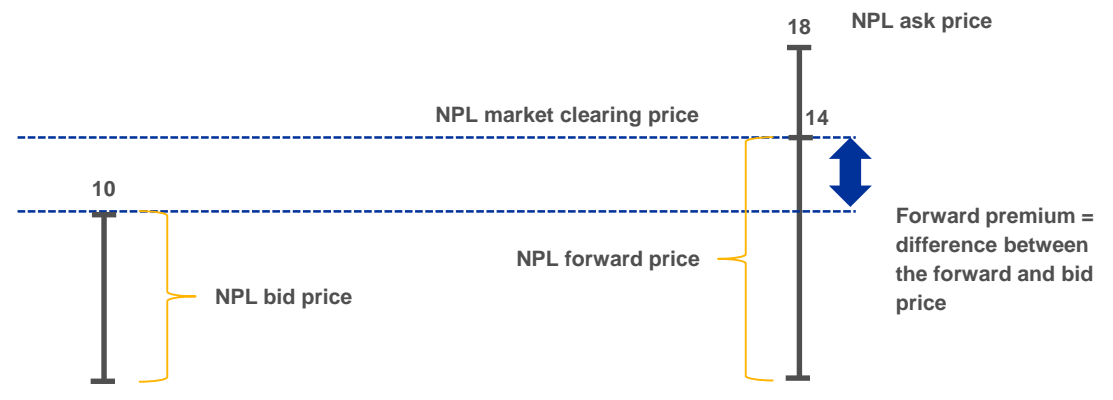 18
NPL ask price
NPL market clearing price
14
10
Forward premium =
difference between
the forward and bid
price
NPL forward price
NPL bid price